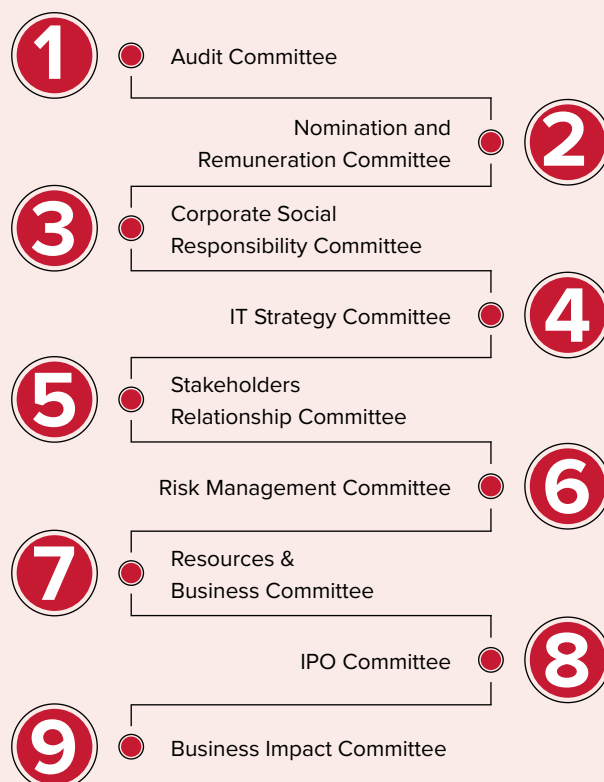 1
Audit Committee
Nomination and
Remuneration Committee
2
3
Corporate Social
Responsibility Committee
IT Strategy Committee
4
5
Stakeholders
Relationship Committee
Risk Management Committee
6
7
Resources &
Business Committee
IPO Committee
8
9
Business Impact Committee